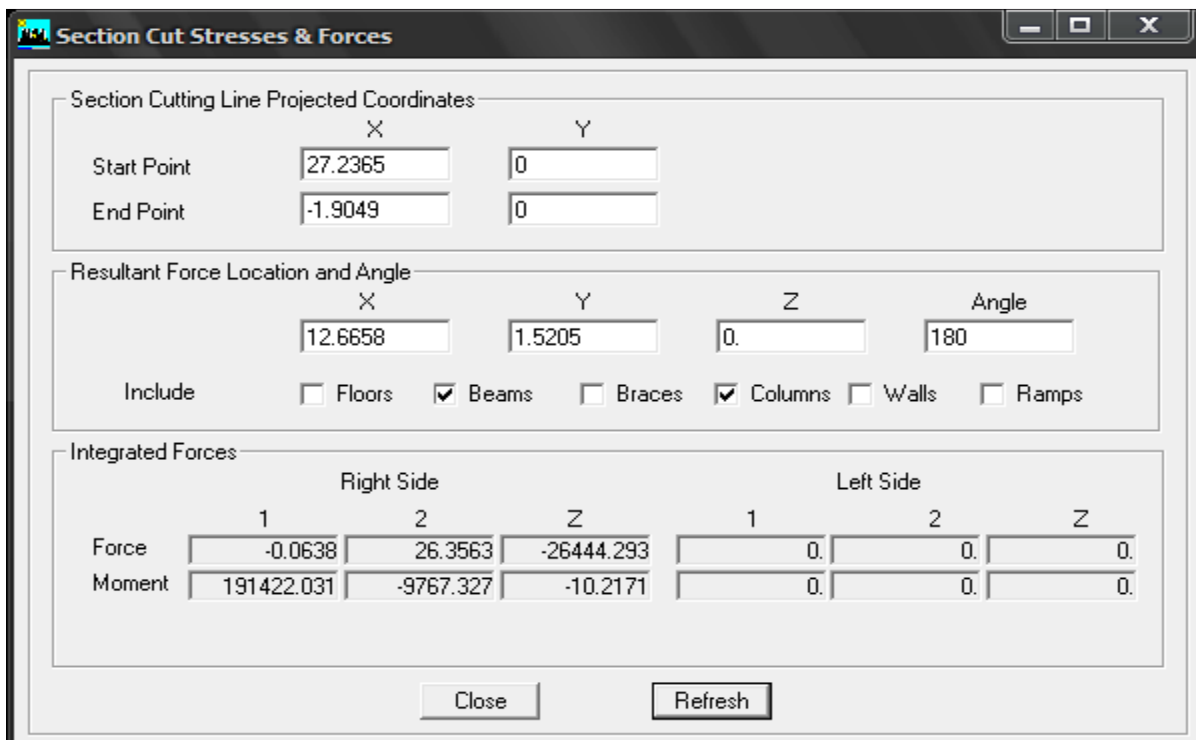 Section Cut Stresses & Forces
Section Cutting Line Projected Coordinates
X Y
Start Point 27.2365 0
End Point -1.9049 0
Resultant Force Location and Angle
X Y Z Angle
12.6658 1.5205 0. 180
Include Floors Beams Braces Columns Walls Ramps
Integrated Forces
Right Side Left Side
1 2 Z 1 2 Z
Force -0.0638 26.3563 -26444.293 0. 0. 0.
Moment 191422.031 -9767.327 -10.2171 0. 0. 0.
Close Refresh